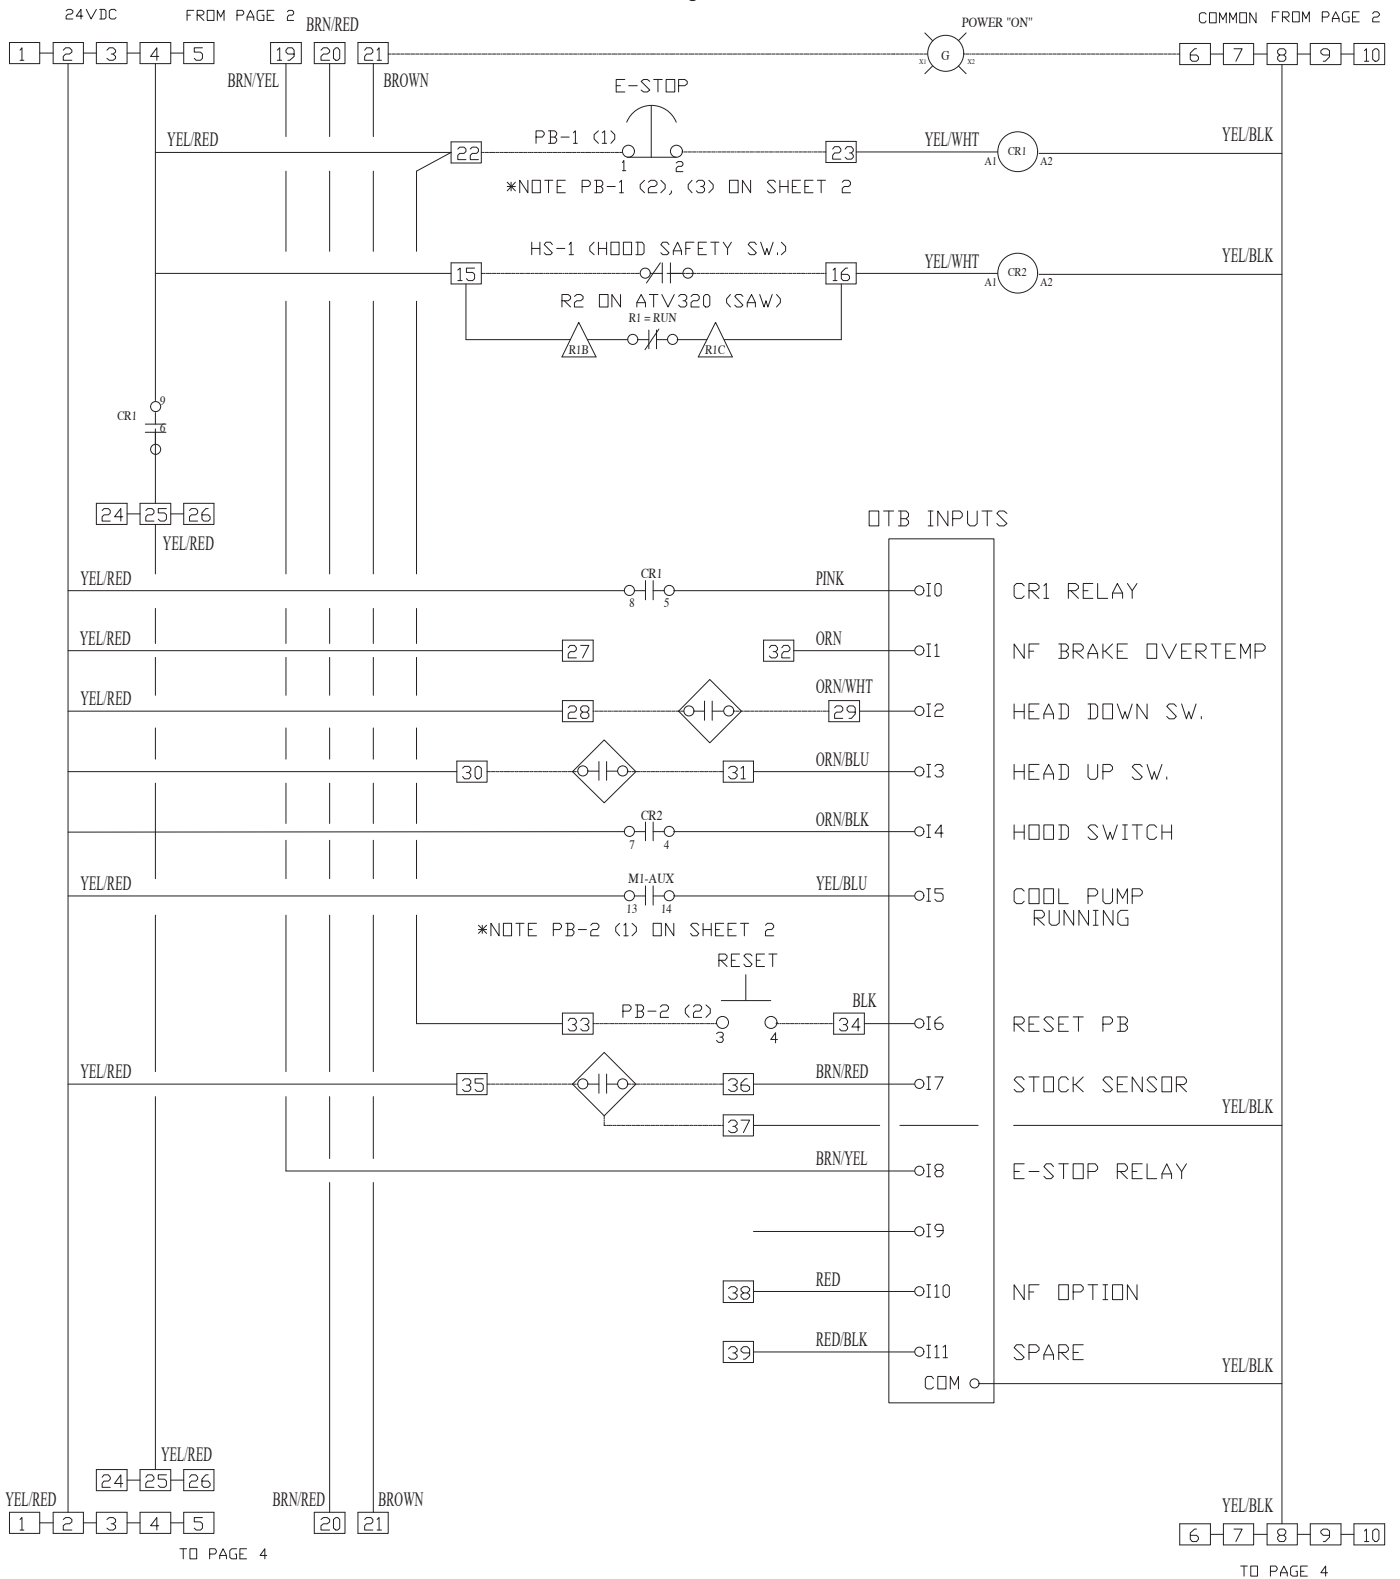 24VDC FROM PAGE 2 BRN/RED POWER "ON" COMMON FROM PAGE 2
1 2 3 4 5 19 20 21 X1 G X2 6 7 8 9 10
BRN/YEL BROWN
E-STOP
YEL/RED 22 PB-1 (1) 1 2 23 YEL/WHT A1 CR1 A2 YEL/BLK
*NOTE PB-1 (2), (3) ON SHEET 2
HS-1 (HOOD SAFETY SW.)
15 16 YEL/WHT A1 CR2 A2 YEL/BLK
R2 ON ATV320 (SAW)
R1 = RUN
R1B R1C
CR1 9
6
24 25 26
YEL/RED
OTB INPUTS
YEL/RED CR1 8 5 PINK I0 CR1 RELAY
YEL/RED 27 32 ORN I1 NF BRAKE OVERTEMP
YEL/RED 28 29 ORN/WHT I2 HEAD DOWN SW.
30 31 ORN/BLU I3 HEAD UP SW.
CR2 7 4 ORN/BLK I4 HOOD SWITCH
YEL/RED M1-AUX 13 14 YEL/BLU I5 COOL PUMP
RUNNING
*NOTE PB-2 (1) ON SHEET 2
RESET
33 PB-2 (2) 3 4 34 BLK I6 RESET PB
YEL/RED 35 36 BRN/RED I7 STOCK SENSOR
37 YEL/BLK
BRN/YEL I8 E-STOP RELAY
I9
38 RED I10 NF OPTION
39 RED/BLK I11 SPARE
COM YEL/BLK
YEL/RED
24 25 26
YEL/RED BRN/RED BROWN YEL/BLK
1 2 3 4 5 20 21 6 7 8 9 10
TO PAGE 4
TO PAGE 4